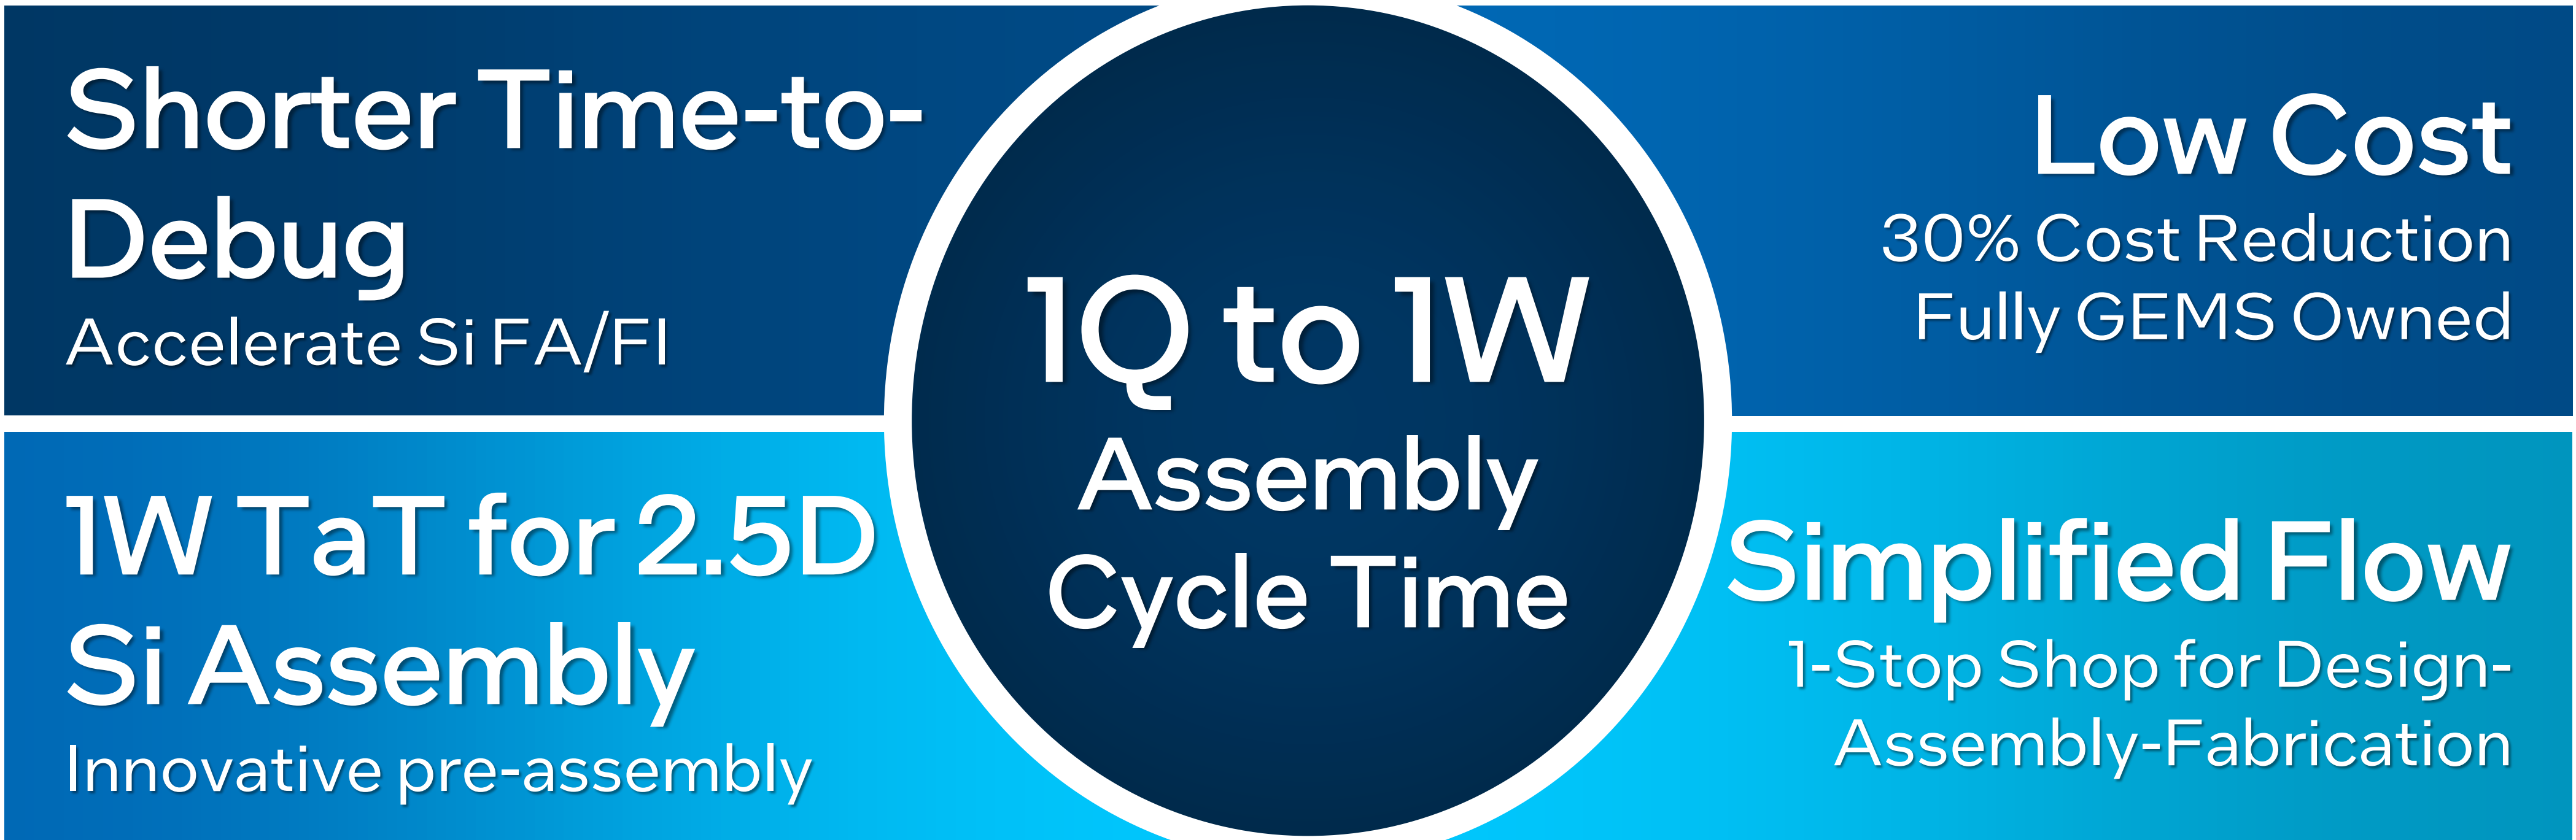 Shorter Time-to-
Debug
Accelerate Si FA/FI
Low Cost
30% Cost Reduction
Fully GEMS Owned
1Q to 1W
Assembly
Cycle Time
1W TaT for 2.5D
Si Assembly
Innovative pre-assembly
Simplified Flow
1-Stop Shop for Design-
Assembly-Fabrication